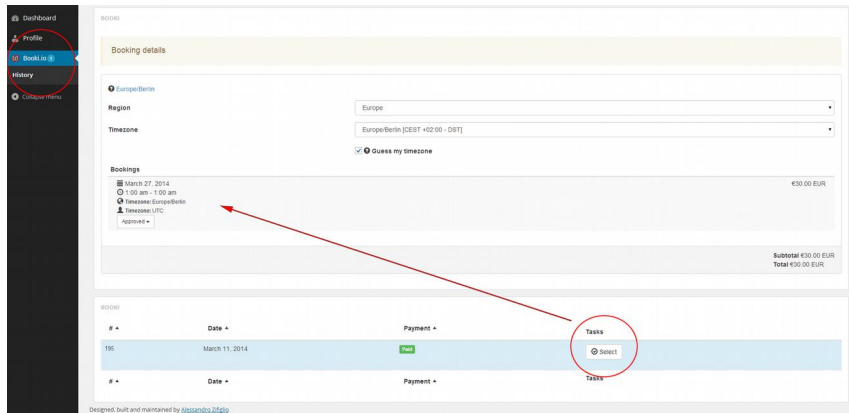 Dashboard
Profile
Booki.io 1
History
Collapse menu
BOOKI
Booking details
Europe/Berlin
Region
Europe
Timezone
Europe/Berlin [CEST +02:00 - DST]
Guess my timezone
Bookings
March 27, 2014
€30.00 EUR
1:00 am - 1:00 am
Timezone: Europe/Berlin
Timezone: UTC
Approved
Subtotal €30.00 EUR
Total €30.00 EUR
BOOKI
# Date Payment Tasks
195 March 11, 2014 Paid Select
# Date Payment Tasks
Designed, built and maintained by Alessandro Zifiglio